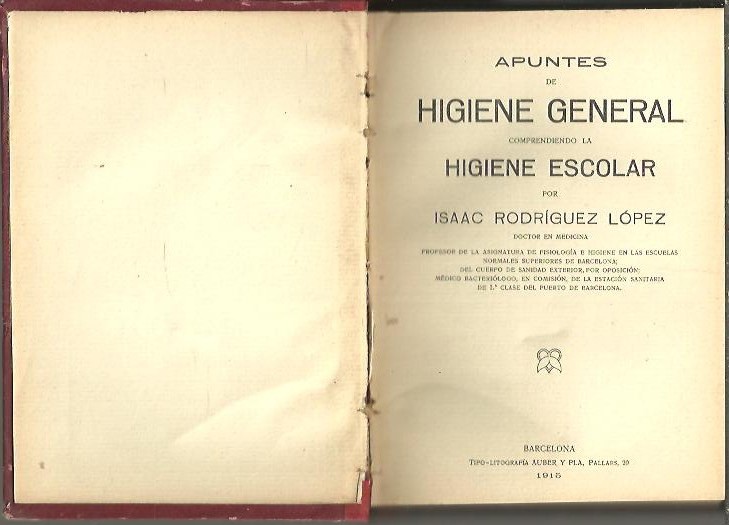 APUNTES
DE
HIGIENE GENERAL
COMPRENDIENDO LA
HIGIENE ESCOLAR
POR
ISAAC RODRÍGUEZ LÓPEZ
DOCTOR EN MEDICINA
PROFESOR DE LA ASIGNATURA DE FISIOLOGÍA E HIGIENE EN LAS ESCUELAS
NORMALES SUPERIORES DE BARCELONA;
DEL CUERPO DE SANIDAD EXTERIOR, POR OPOSICIÓN;
MÉDICO BACTERIÓLOGO, EN COMISIÓN, DE LA ESTACIÓN SANITARIA
DE 1.ª CLASE DEL PUERTO DE BARCELONA.
BARCELONA
TIPO-LITOGRAFÍA AUBER Y PLA, PALLARS, 29
1915